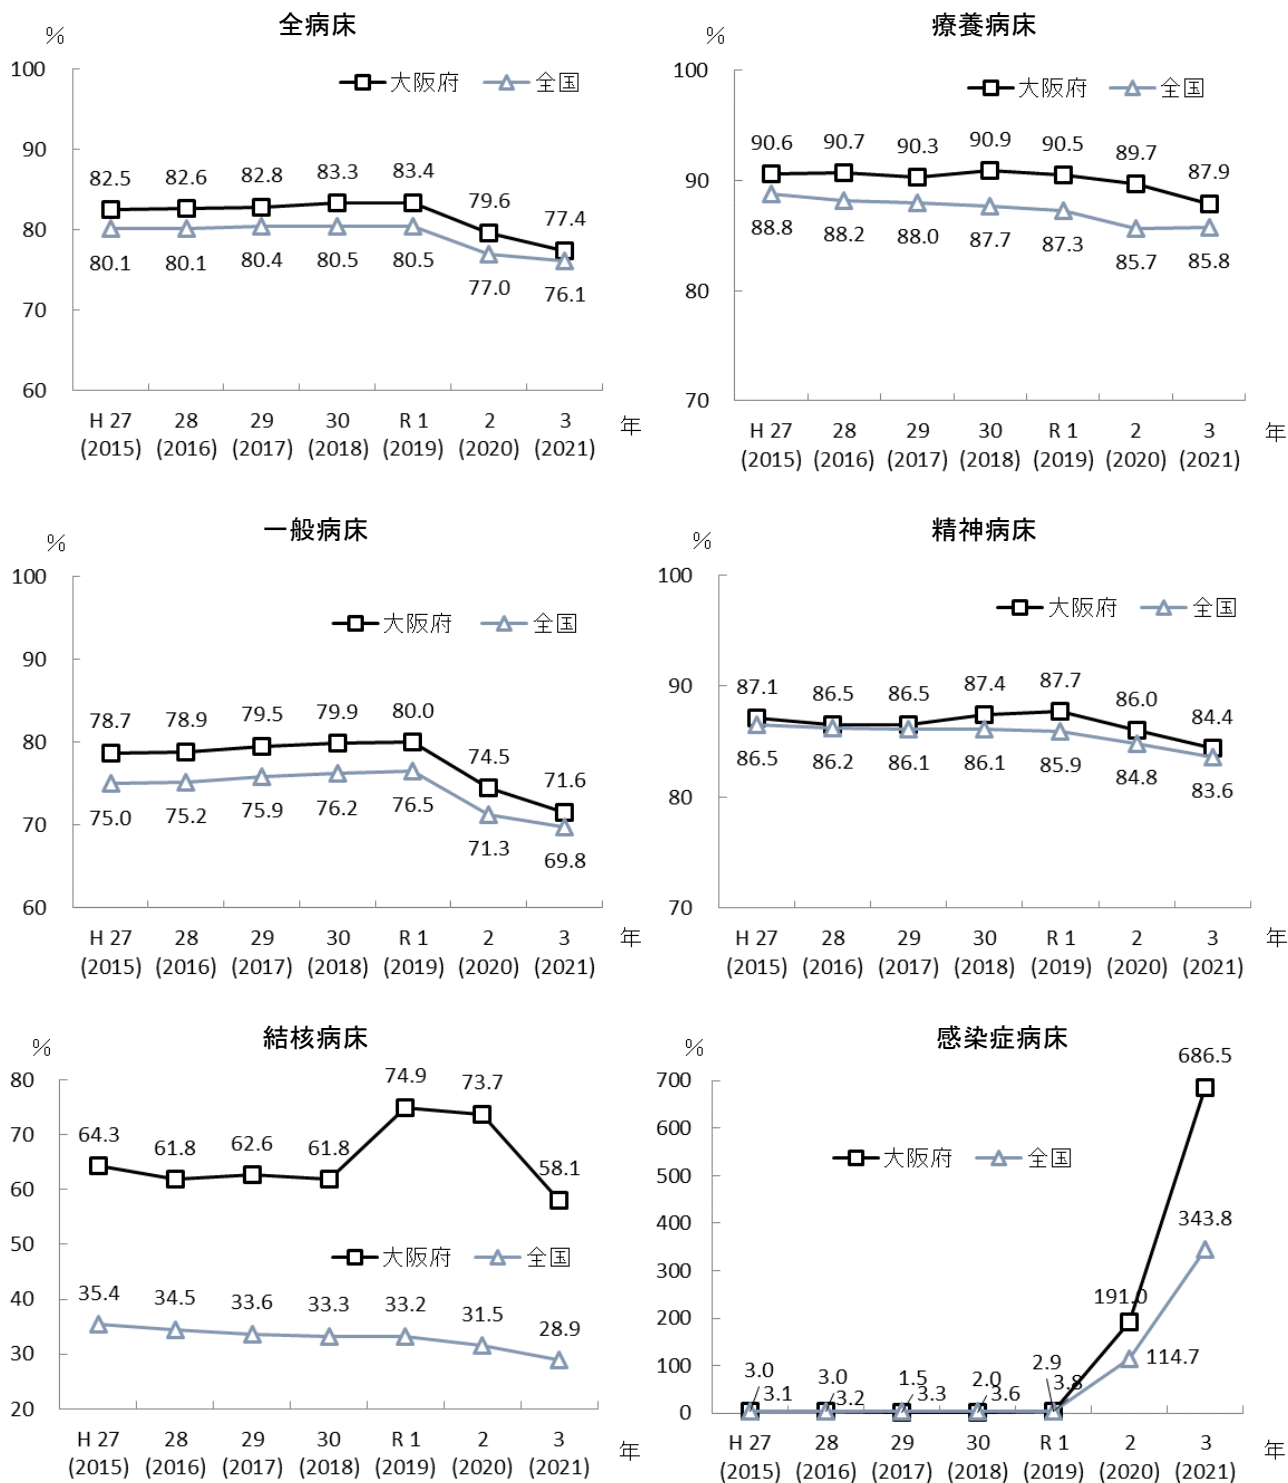 全病床
%
大阪府 全国
100
90
80
70
60
82.5 82.6 82.8 83.3 83.4 79.6 77.4
80.1 80.1 80.4 80.5 80.5 77.0 76.1
H 27 28 29 30 R 1 2 3 年
(2015) (2016) (2017) (2018) (2019) (2020) (2021)
療養病床
%
大阪府 全国
100
90
80
70
90.6 90.7 90.3 90.9 90.5 89.7 87.9
88.8 88.2 88.0 87.7 87.3 85.7 85.8
H 27 28 29 30 R 1 2 3 年
(2015) (2016) (2017) (2018) (2019) (2020) (2021)
一般病床
%
大阪府 全国
100
90
80
70
60
78.7 78.9 79.5 79.9 80.0 74.5 71.6
75.0 75.2 75.9 76.2 76.5 71.3 69.8
H 27 28 29 30 R 1 2 3 年
(2015) (2016) (2017) (2018) (2019) (2020) (2021)
精神病床
%
大阪府 全国
100
90
80
70
87.1 86.5 86.5 87.4 87.7 86.0 84.4
86.5 86.2 86.1 86.1 85.9 84.8 83.6
H 27 28 29 30 R 1 2 3 年
(2015) (2016) (2017) (2018) (2019) (2020) (2021)
結核病床
%
80
70
60
50
40
30
20
64.3 61.8 62.6 61.8 74.9 73.7 58.1
大阪府 全国
35.4 34.5 33.6 33.3 33.2 31.5 28.9
H 27 28 29 30 R 1 2 3 年
(2015) (2016) (2017) (2018) (2019) (2020) (2021)
感染症病床
%
大阪府 全国
700
600
500
400
300
200
100
0
3.0 3.0 1.5 2.0 2.9 191.0 686.5
3.1 3.2 3.3 3.6 3.8 114.7 343.8
H 27 28 29 30 R 1 2 3 年
(2015) (2016) (2017) (2018) (2019) (2020) (2021)